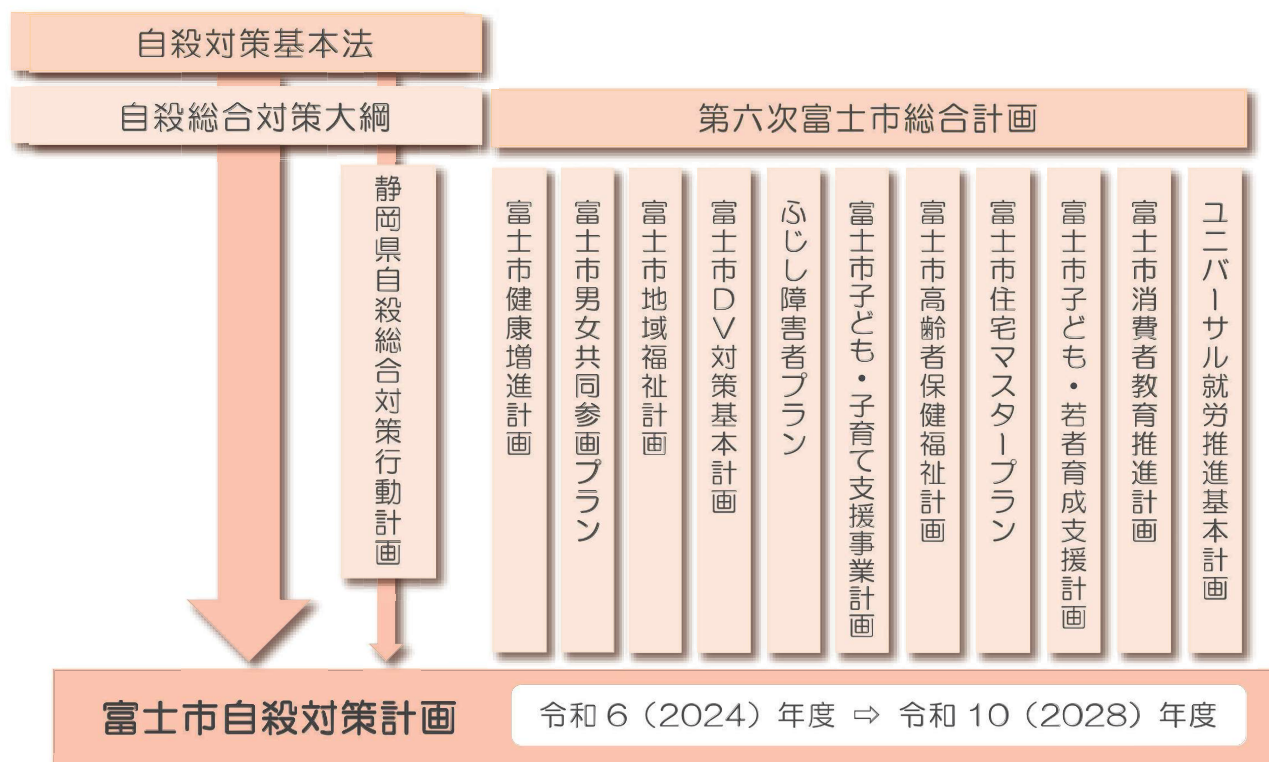 自殺対策基本法
自殺総合対策大綱
第六次富士市総合計画
静岡県自殺総合対策行動計画
富士市健康増進計画
富士市男女共同参画プラン
富士市地域福祉計画
富士市DV対策基本計画
ふじし障害者プラン
富士市子ども・子育て支援事業計画
富士市高齢者保健福祉計画
富士市住宅マスタープラン
富士市子ども・若者育成支援計画
富士市消費者教育推進計画
ユニバーサル就労推進基本計画
富士市自殺対策計画
令和6（2024）年度 ⇨ 令和10（2028）年度